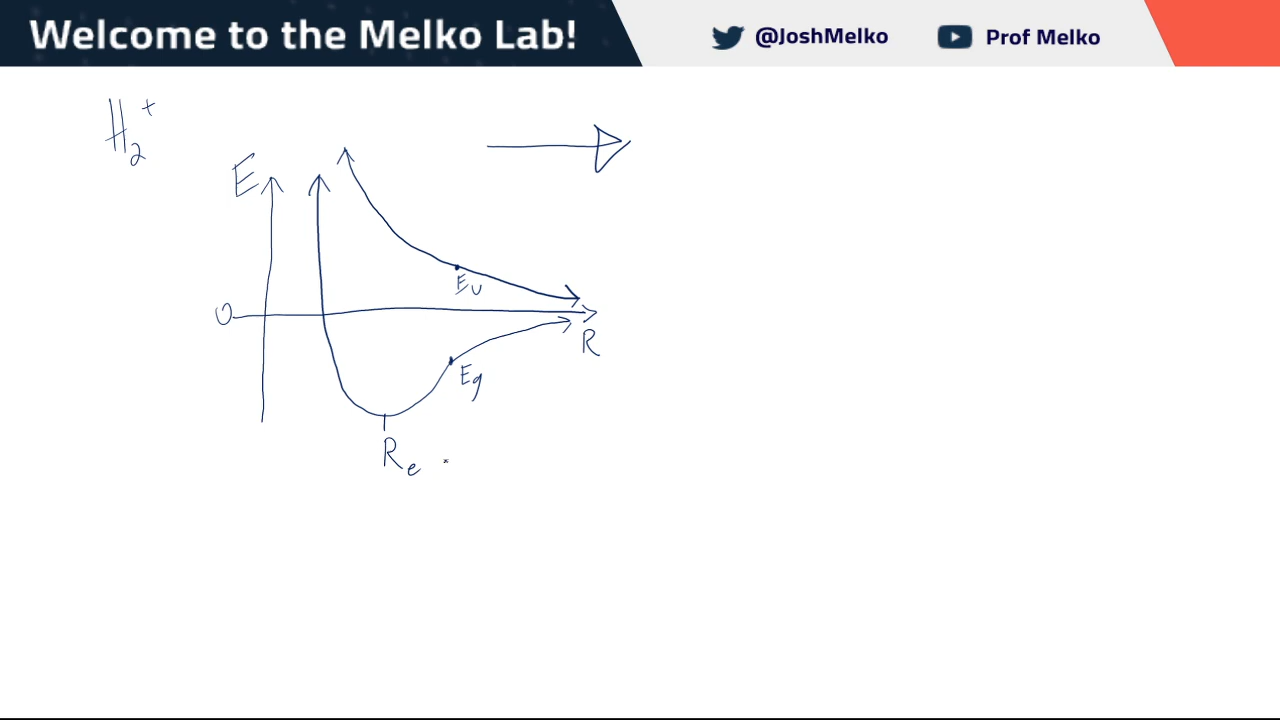 Welcome to the Melko Lab!
@JoshMelko
Prof Melko
H₂⁺
E
Eu
0
R
Eg
Re